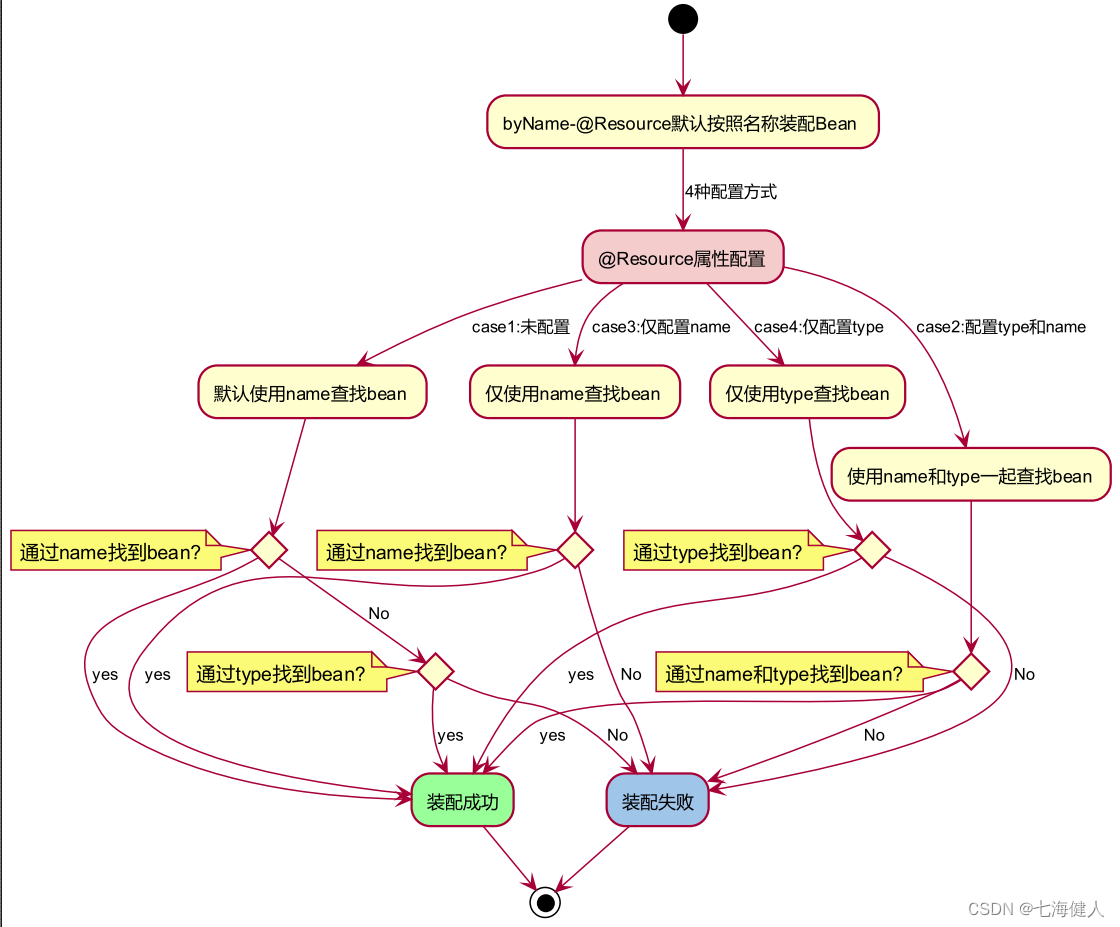 byName-@Resource默认按照名称装配Bean
4种配置方式
@Resource属性配置
case1:未配置
case3:仅配置name
case4:仅配置type
case2:配置type和name
默认使用name查找bean
仅使用name查找bean
仅使用type查找bean
使用name和type一起查找bean
通过name找到bean?
通过name找到bean?
通过type找到bean?
No
通过type找到bean?
通过name和type找到bean?
yes
yes
No
yes
No
yes
No
yes
No
装配成功
装配失败
CSDN @七海健人